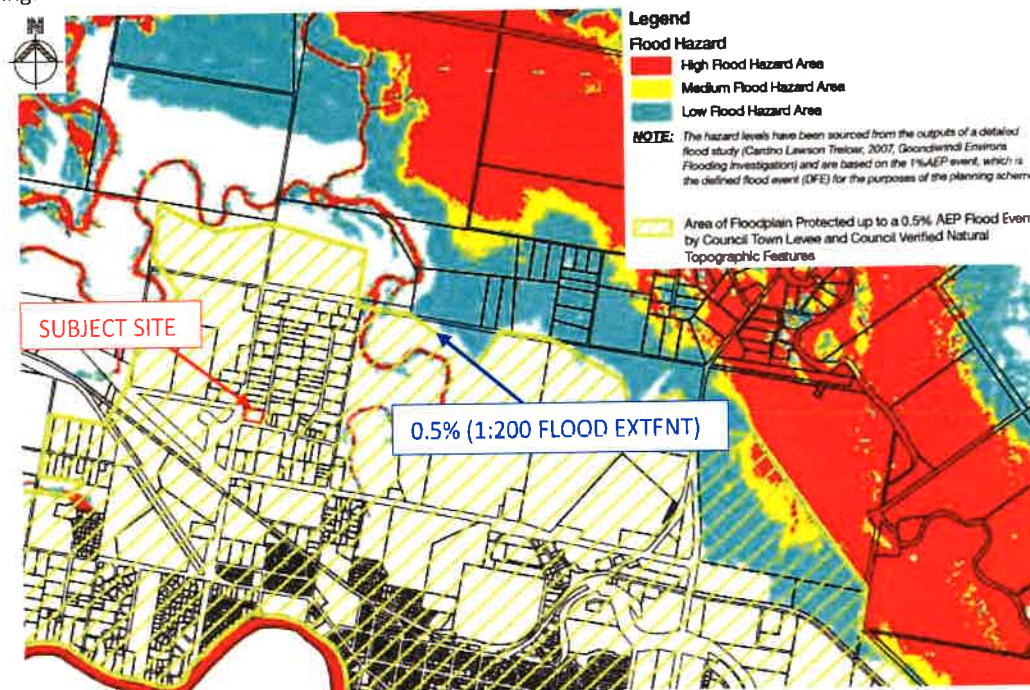 ing.
N
Legend
Flood Hazard
High Flood Hazard Area
Medium Flood Hazard Area
Low Flood Hazard Area
NOTE: The hazard levels have been sourced from the outputs of a detailed
flood study (Cardno Lawson Treloar, 2007, Goondiwindi Environs
Flooding Investigation) and are based on the 1%AEP event, which is
the defined flood event (DFE) for the purposes of the planning scheme
Area of Floodplain Protected up to a 0.5% AEP Flood Even
by Council Town Levee and Council Verified Natural
Topographic Features
SUBJECT SITE
0.5% (1:200 FLOOD EXTENT)